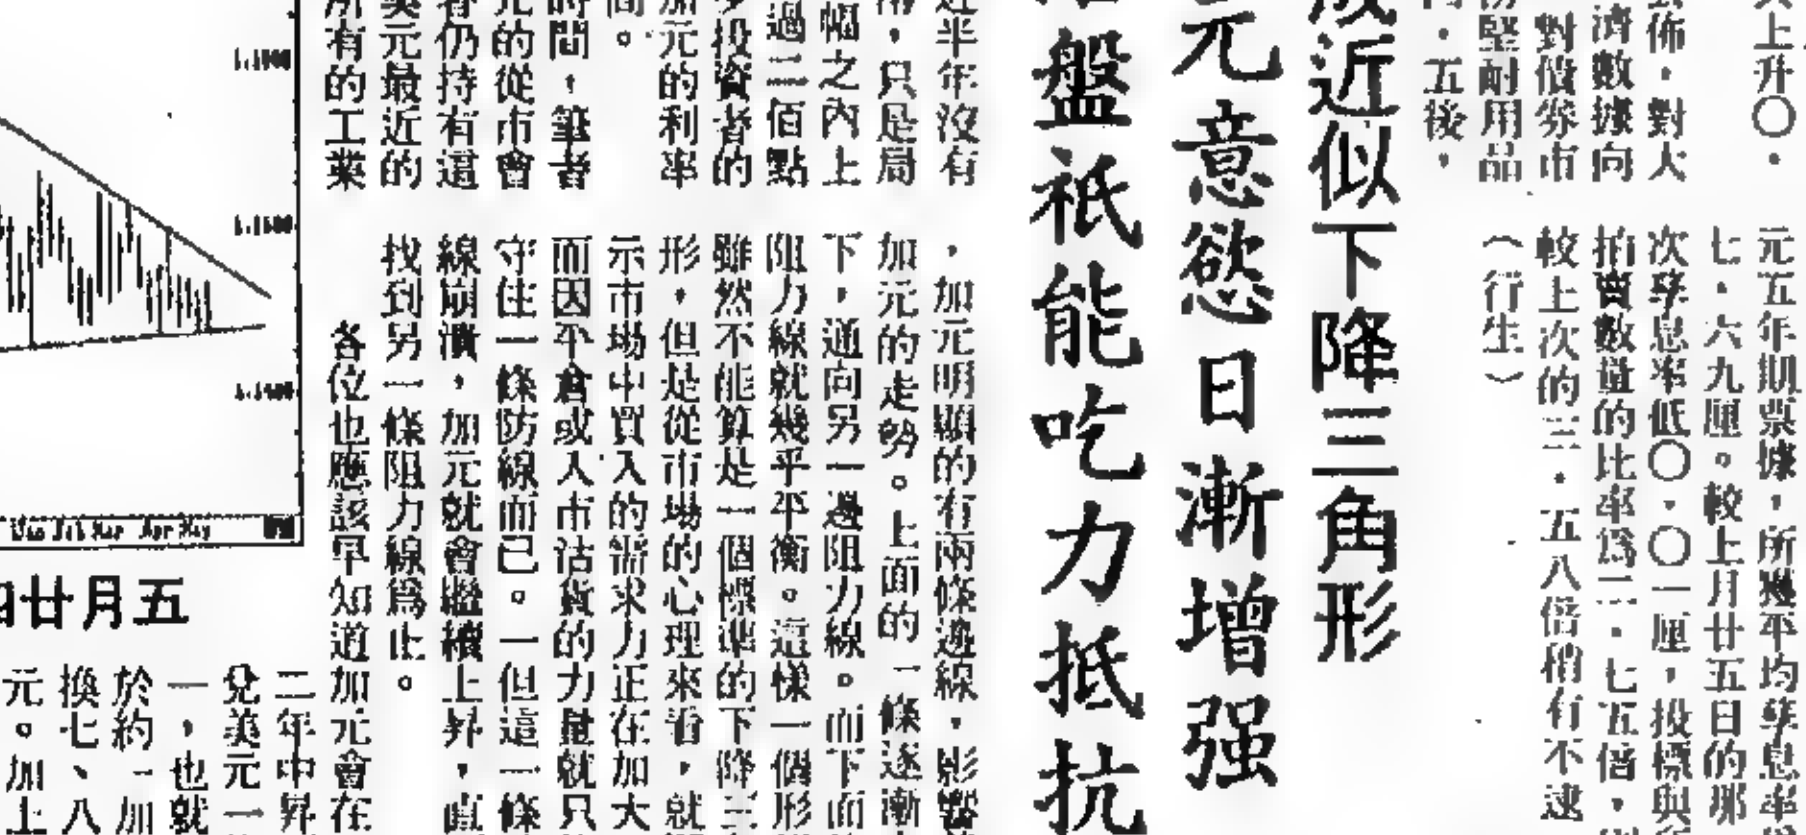 上升〇．
佈．對大
濟數據向
對債券市
堅耐用品
．五後，
元五年期票據，所獲平均孳息率
七．六九厘。較上月廿五日的那
次孳息率低〇．〇一厘，投標與
拍賣數量的比率爲二．七五倍，
較上次的三．五八倍稍有不逮
（行生）
近似下降三角形
元意慾日漸增强
盤祇能吃力抵抗
半年沒有
，只是局
幅之內上
過二佰點
投資者的
元的利率
間。
時間，筆者
的從市會
仍持有這
元最近的
有的工業
，加元明顯的有兩條邊線，影響
加元的走勢。上面的一條逐漸
下，通向另一邊阻力線。而下面
阻力線就幾乎平衡。這樣一個形
雖然不能算是一個標準的下降三
形，但是從市場的心理來看，就
示市場中買入的需求力正在加大
而因平倉或入市沽貨的力量就只
守住一條防線而已。一但這一條
線崩潰，加元就會繼續上昇，直
找到另一條阻力線爲止。
各位也應該早知道加元會在
五月廿
二年中昇
兌美元一
一，也就
於約一加
換七、八
元。加上